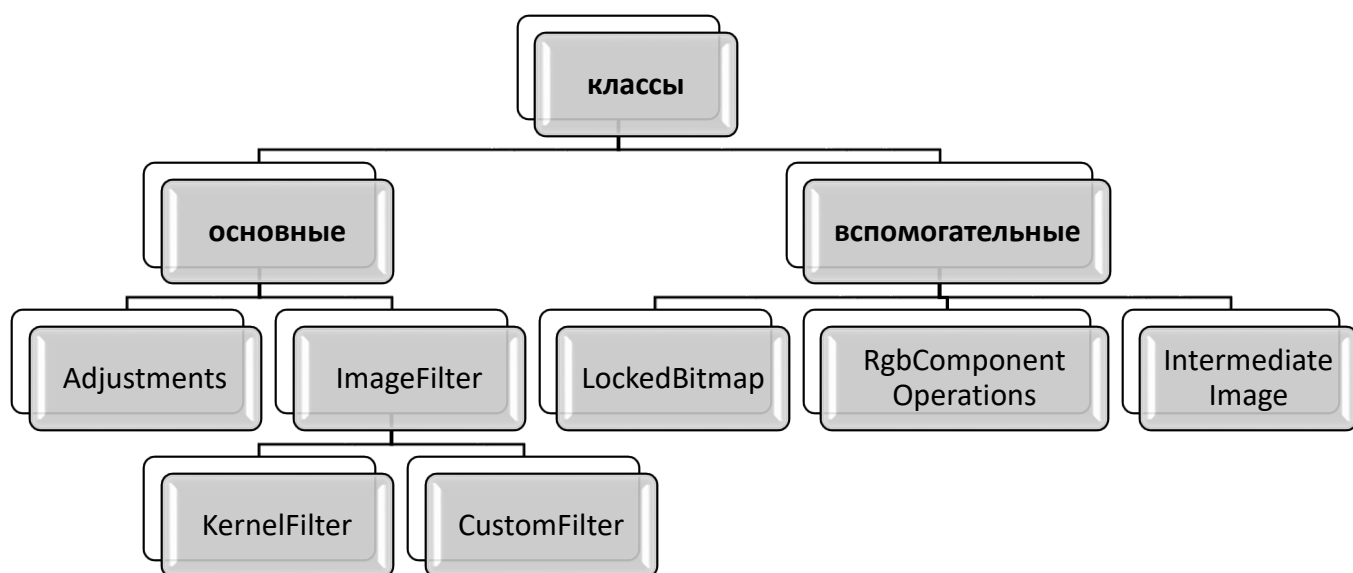 классы
основные
вспомогательные
Adjustments
ImageFilter
LockedBitmap
RgbComponent
Operations
Intermediate
Image
KernelFilter
CustomFilter